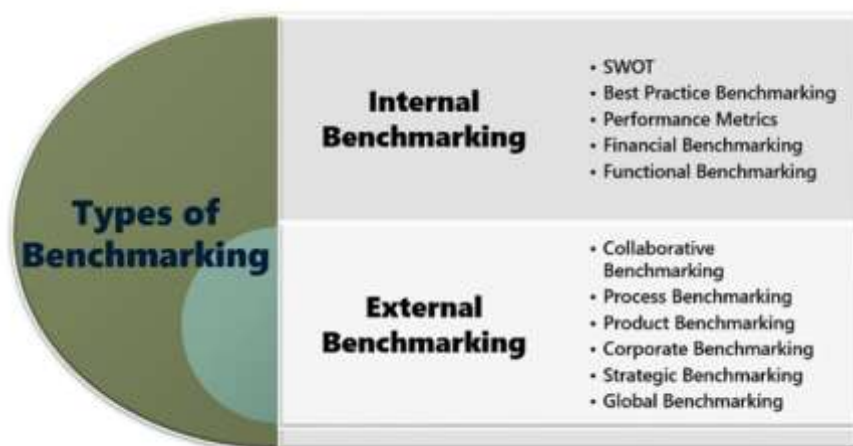 Types of
Benchmarking
Internal
Benchmarking
• SWOT
• Best Practice Benchmarking
• Performance Metrics
• Financial Benchmarking
• Functional Benchmarking
External
Benchmarking
• Collaborative
Benchmarking
• Process Benchmarking
• Product Benchmarking
• Corporate Benchmarking
• Strategic Benchmarking
• Global Benchmarking